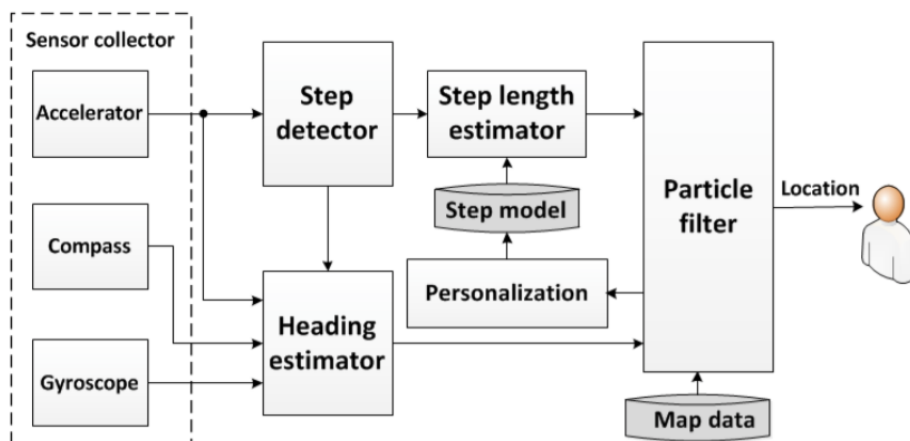 Sensor collector
Accelerator
Compass
Gyroscope
Step
detector
Heading
estimator
Step length
estimator
Step model
Personalization
Particle
filter
Map data
Location